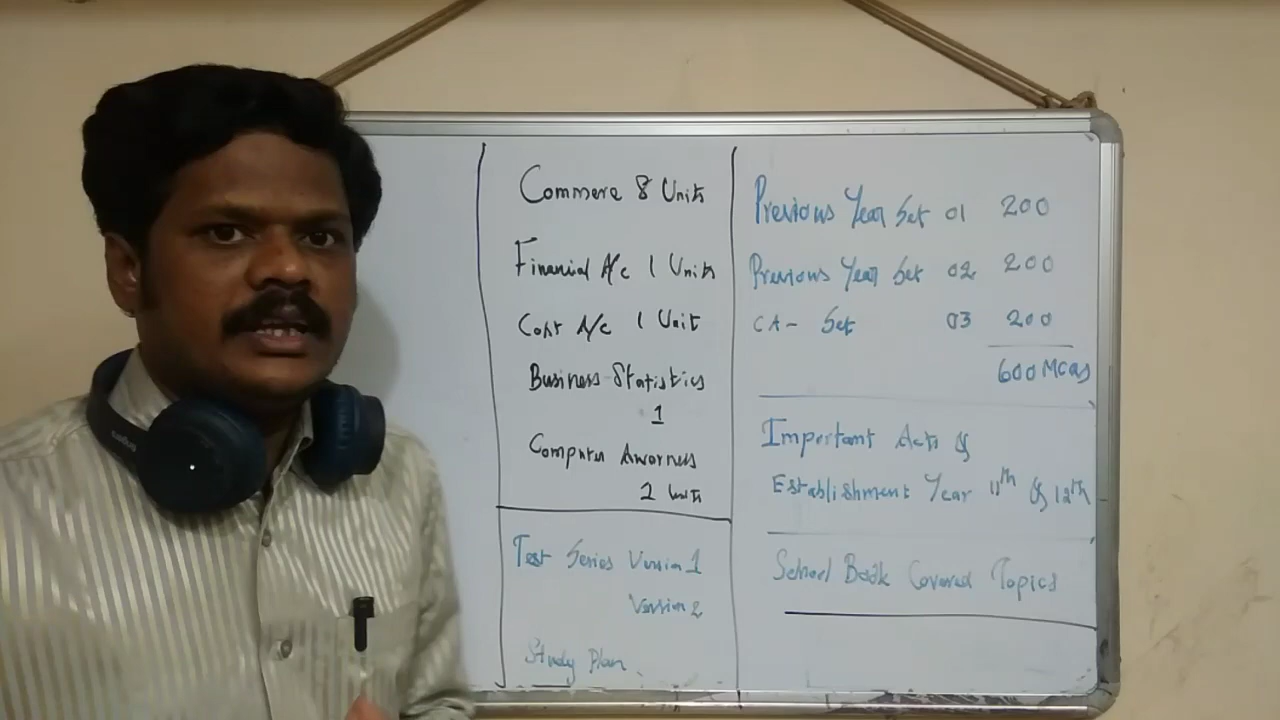 Commere 8 Units
Financial A/c 1 Units
Cost A/c 1 Unit
Business Statistics
1
Computer Awarness
2 Units
Test Series Version 1
Version 2
Study Plan
Previous Year Set 01 200
Previous Year Set 02 200
CA- Set 03 200
600 MCQs
Important Acts &
Establishment Year 11th & 12th
School Book Covered Topics